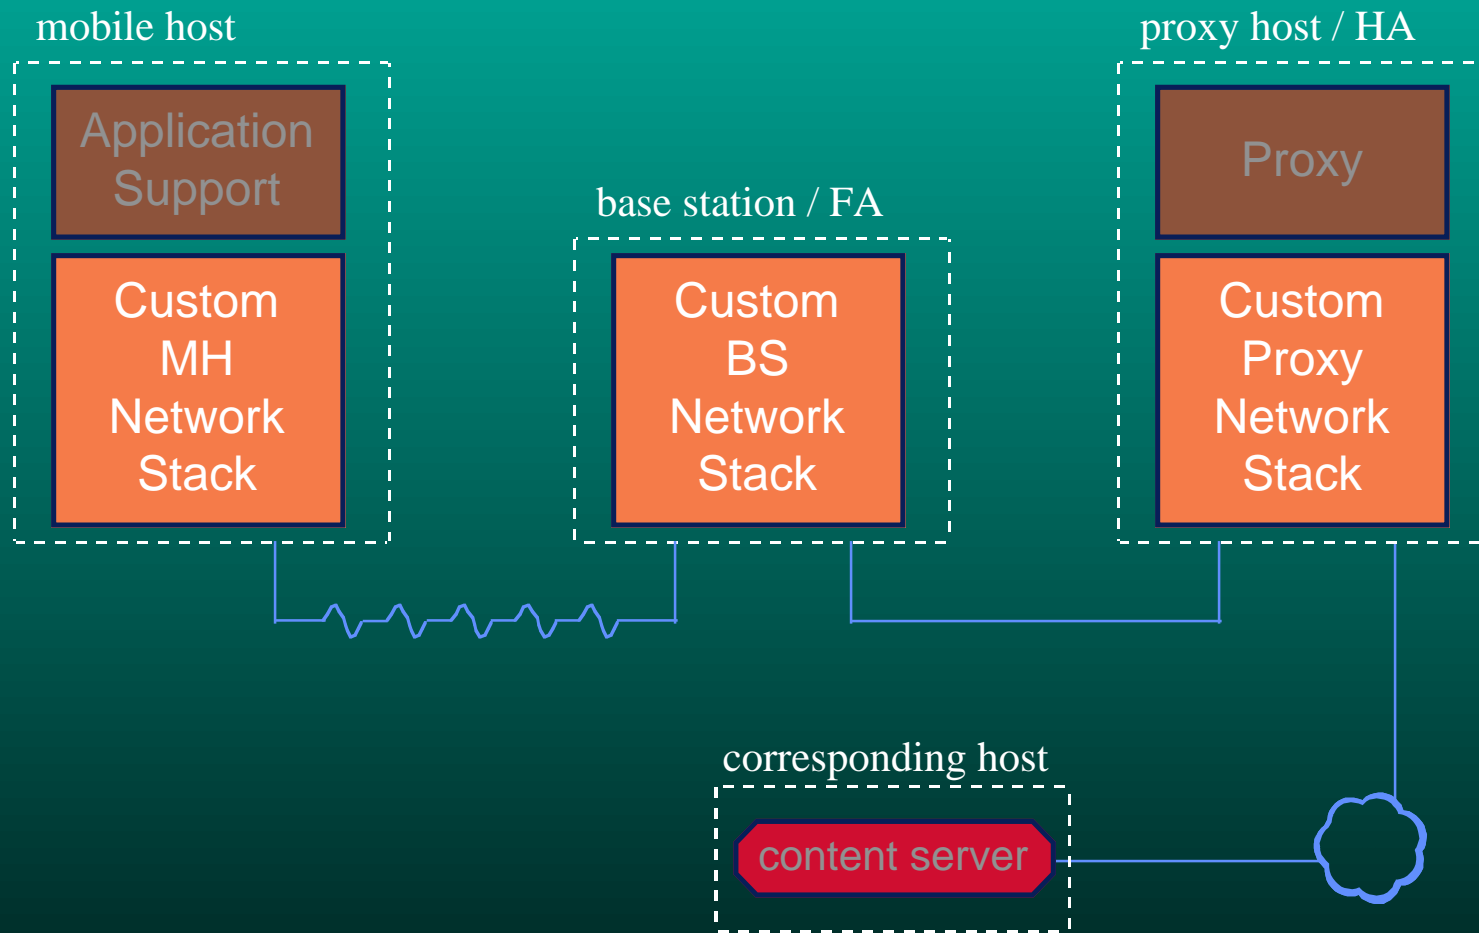 mobile host
Application
Support
Custom
MH
Network
Stack
base station / FA
Custom
BS
Network
Stack
proxy host / HA
Proxy
Custom
Proxy
Network
Stack
corresponding host
content server